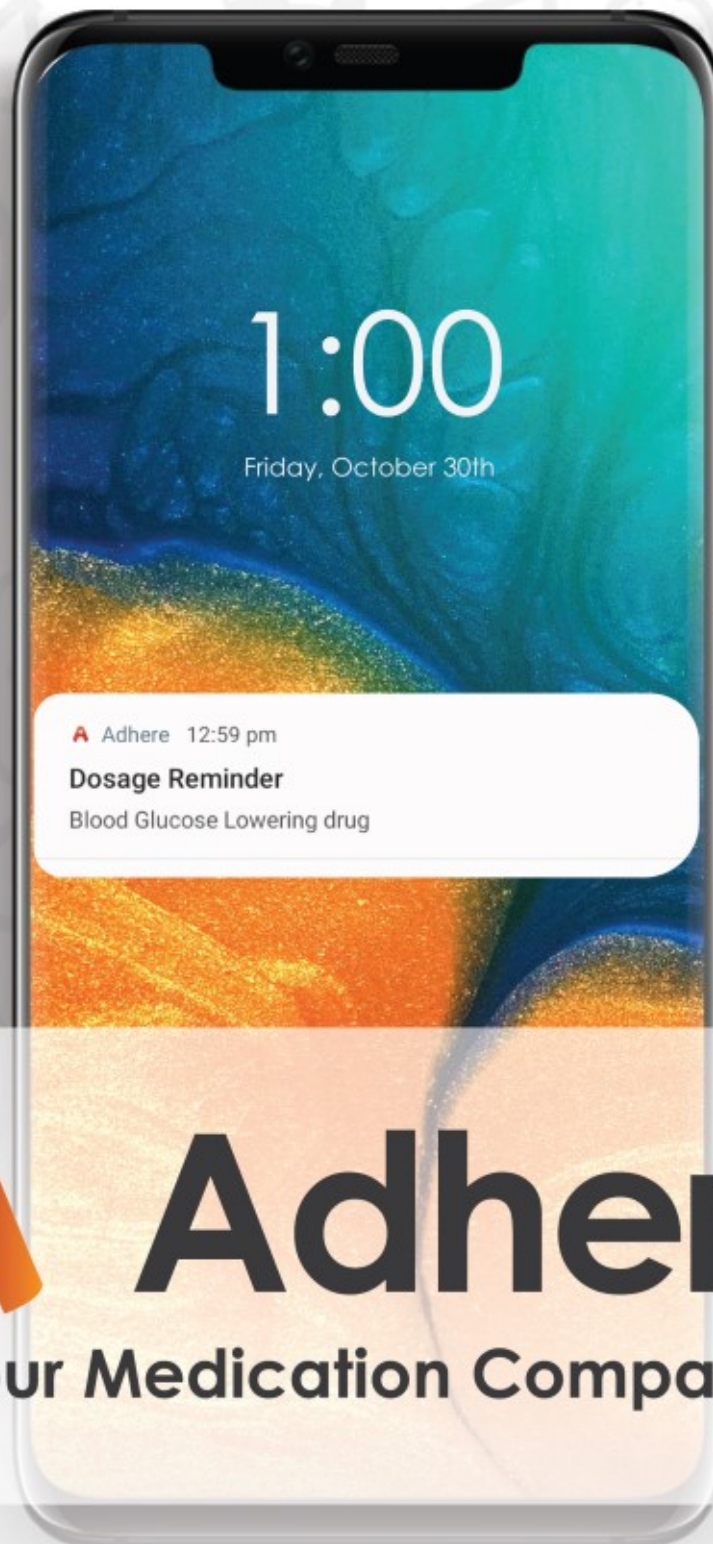 1:00
Friday, October 30th
A Adhere 12:59 pm
Dosage Reminder
Blood Glucose Lowering drug
A Adher
ur Medication Compa